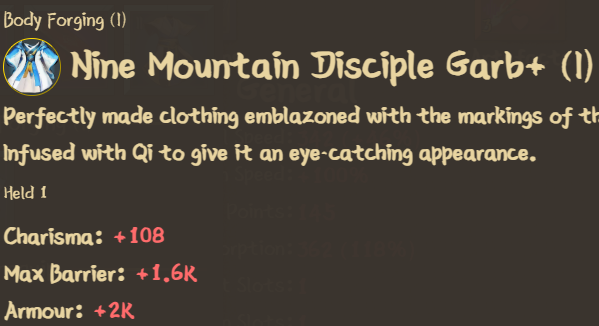 Body Forging (I)
Nine Mountain Disciple Garb+ (I)
Perfectly made clothing emblazoned with the markings of th
Infused with Qi to give it an eye-catching appearance.
Held 1
Charisma: +108
Max Barrier: +1.6K
Armour: +2K